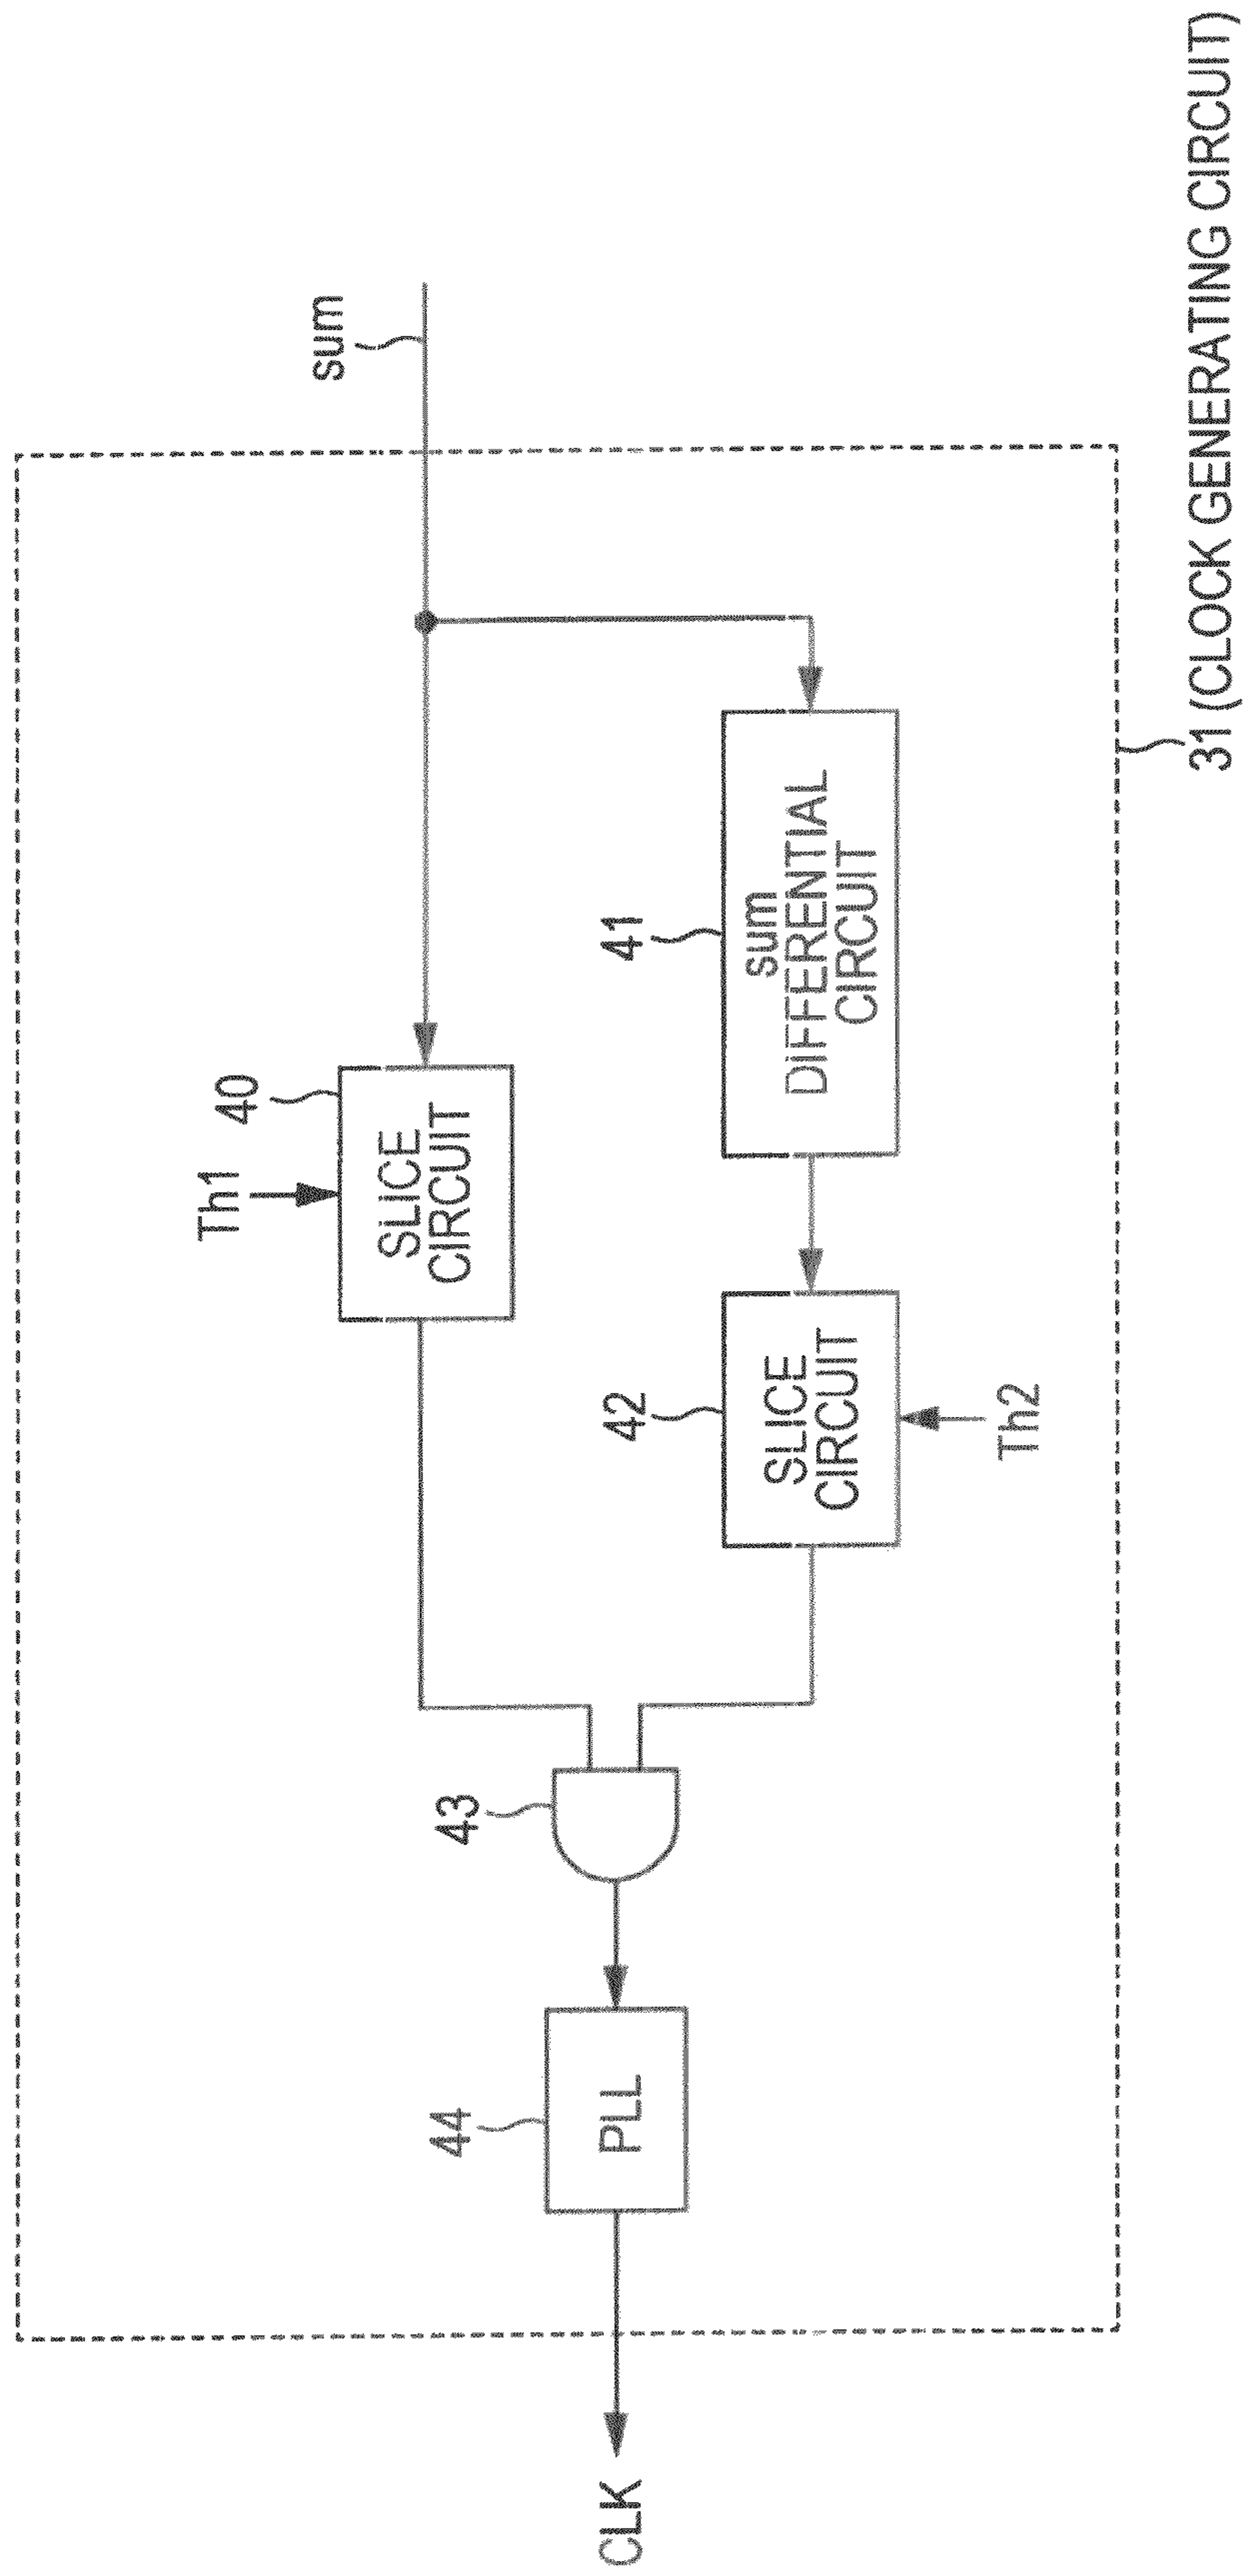 31 (CLOCK GENERATING CIRCUIT)
sum
Th1
40
SLICE
CIRCUIT
41
sum
DIFFERENTIAL
CIRCUIT
42
SLICE
CIRCUIT
Th2
43
44
PLL
CLK